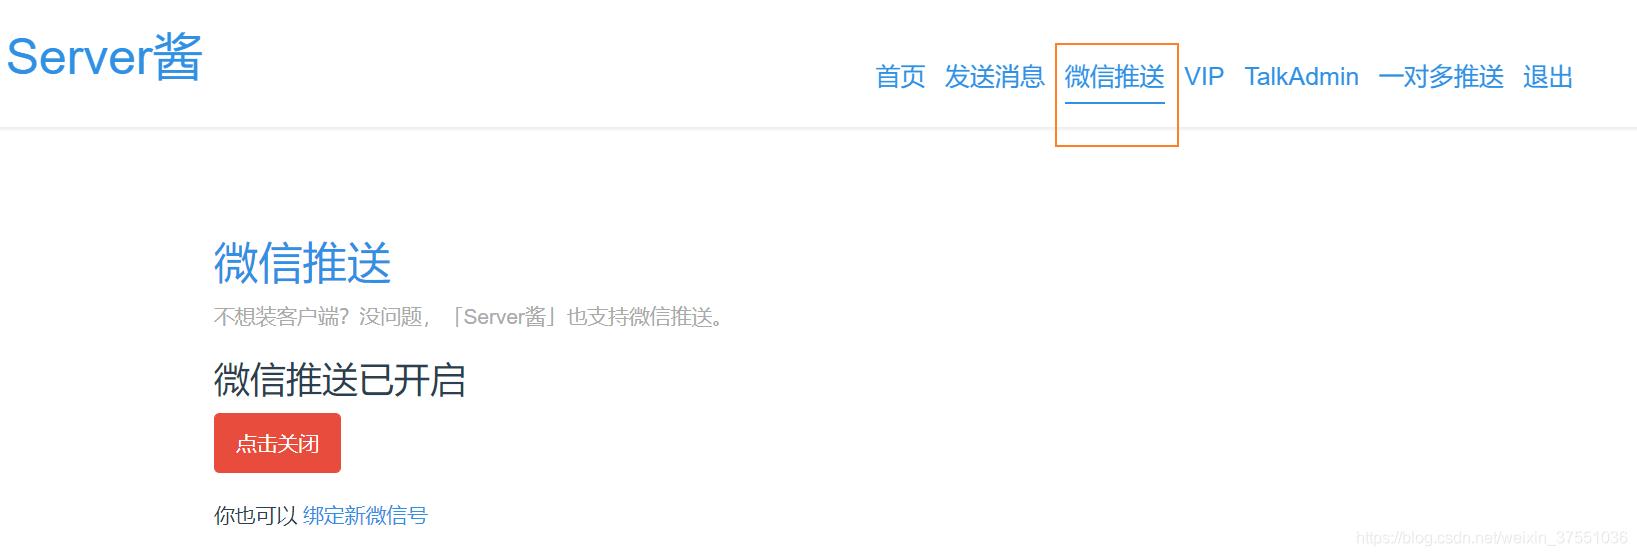 Server酱
首页 发送消息 微信推送 VIP TalkAdmin 一对多推送 退出
微信推送
不想装客户端？没问题，「Server酱」也支持微信推送。
微信推送已开启
点击关闭
你也可以 绑定新微信号
https://blog.csdn.net/weixin_37551036